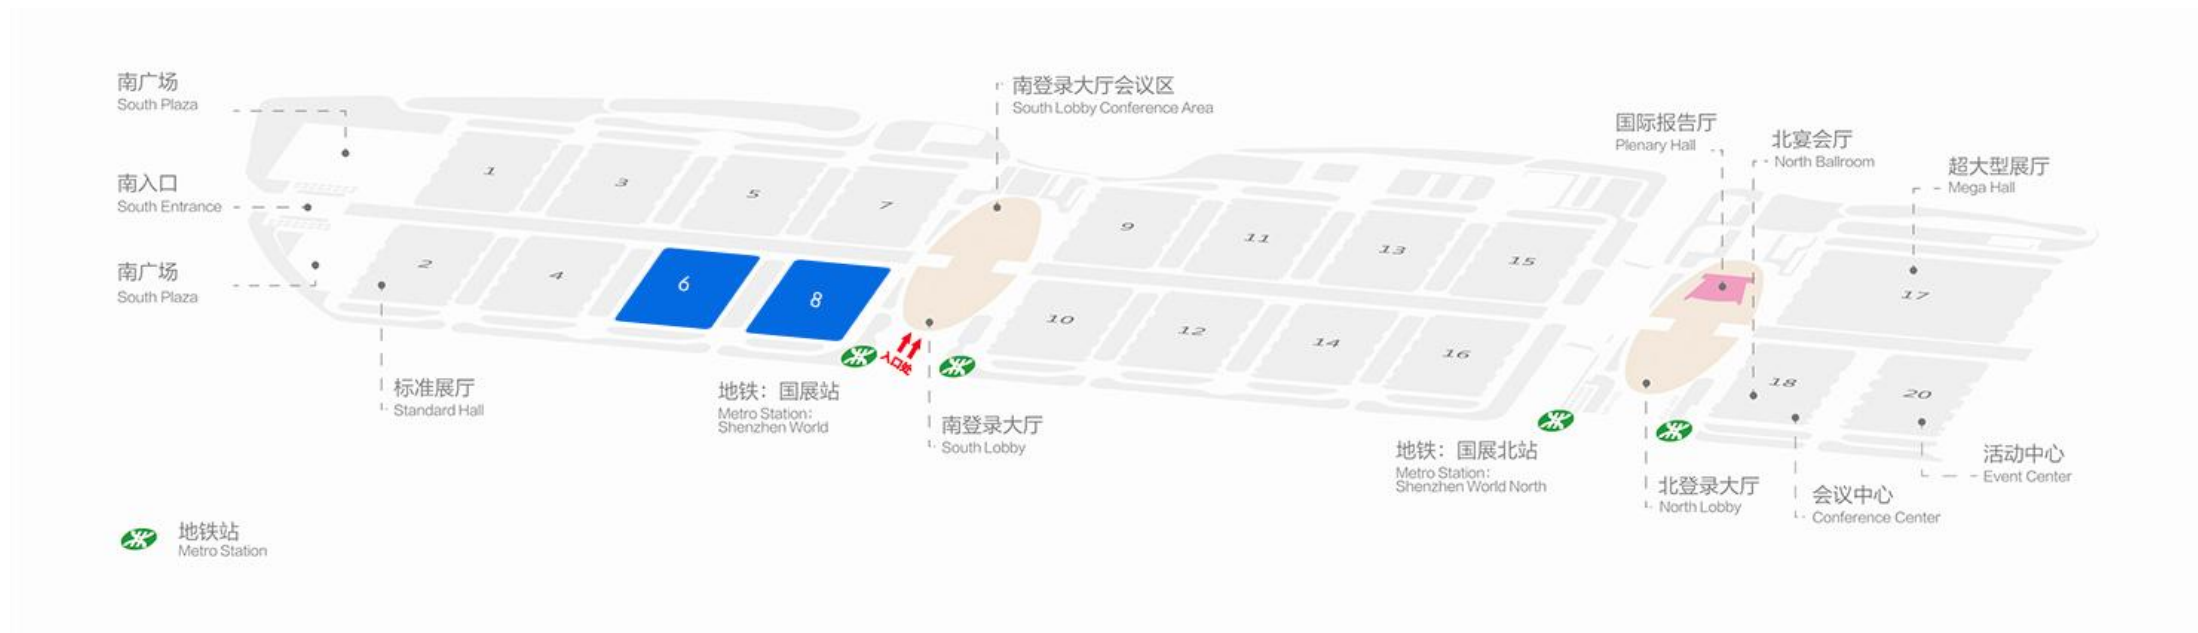 南广场
South Plaza
南入口
South Entrance
南广场
South Plaza
标准展厅
Standard Hall
南登录大厅会议区
South Lobby Conference Area
国际报告厅
Plenary Hall
北宴会厅
North Ballroom
超大型展厅
Mega Hall
1
3
5
7
9
11
13
15
17
2
4
6
8
10
12
14
16
18
20
入口处
地铁：国展站
Metro Station:
Shenzhen World
南登录大厅
South Lobby
地铁：国展北站
Metro Station:
Shenzhen World North
北登录大厅
North Lobby
会议中心
Conference Center
活动中心
Event Center
地铁站
Metro Station